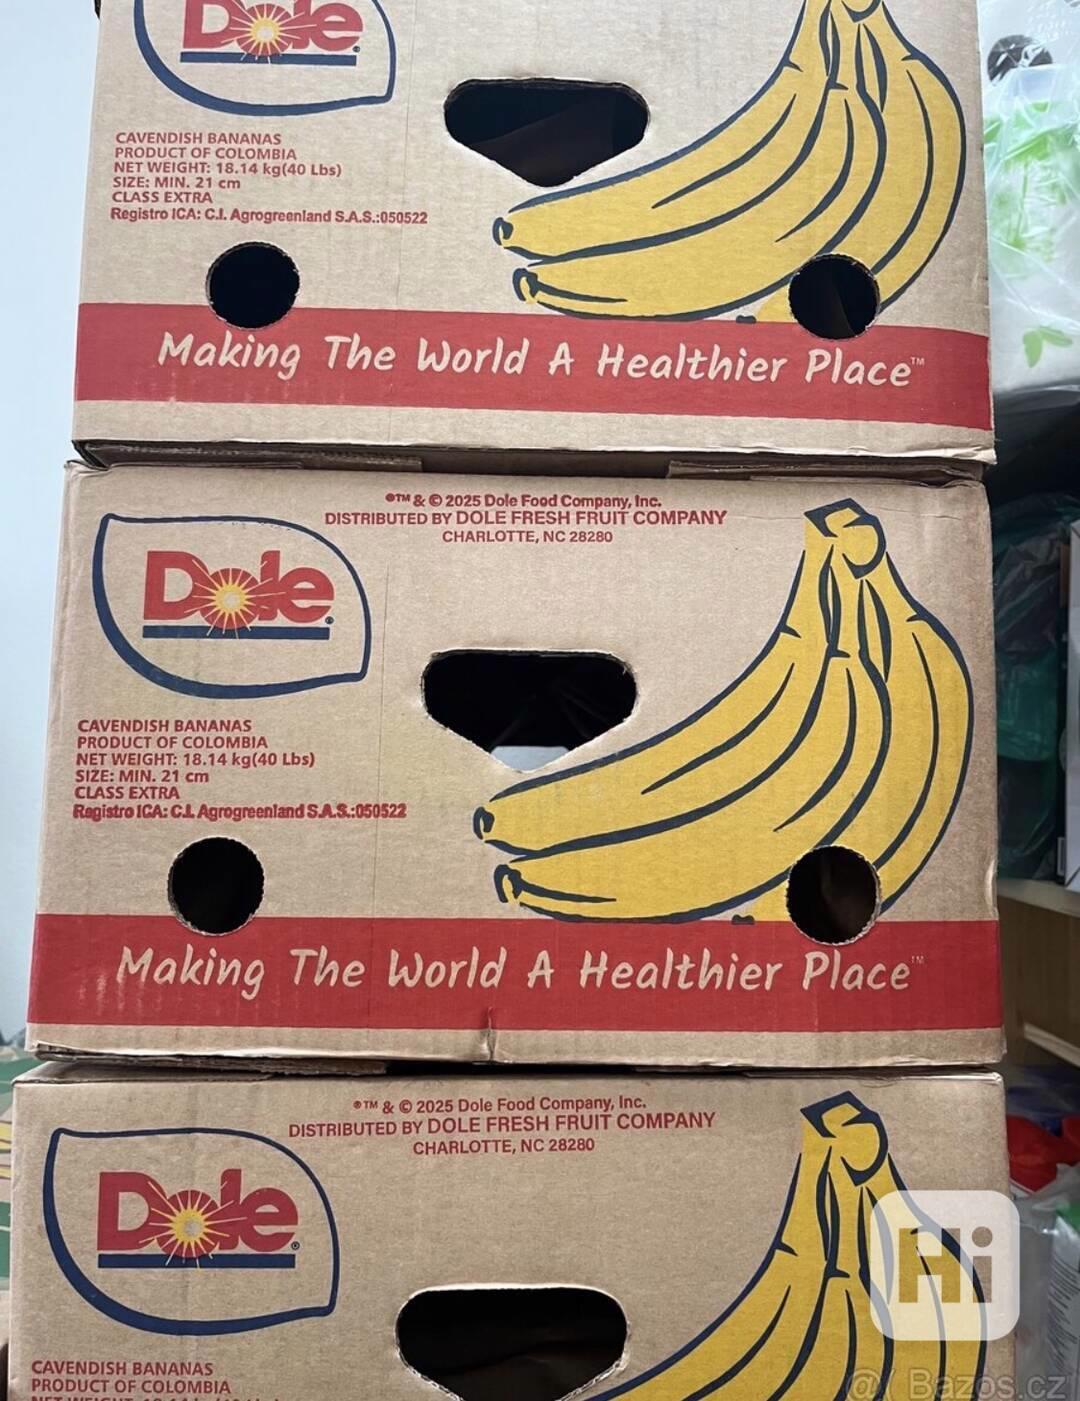 Dole
CAVENDISH BANANAS
PRODUCT OF COLOMBIA
NET WEIGHT: 18.14 kg(40 Lbs)
SIZE: MIN. 21 cm
CLASS EXTRA
Registro ICA: C.I. Agrogreenland S.A.S.:050522
Making The World A Healthier Place™
®™ & © 2025 Dole Food Company, Inc.
DISTRIBUTED BY DOLE FRESH FRUIT COMPANY
CHARLOTTE, NC 28280
Dole®
CAVENDISH BANANAS
PRODUCT OF COLOMBIA
NET WEIGHT: 18.14 kg(40 Lbs)
SIZE: MIN. 21 cm
CLASS EXTRA
Registro ICA: C.I. Agrogreenland S.A.S.:050522
Making The World A Healthier Place™
®™ & © 2025 Dole Food Company, Inc.
DISTRIBUTED BY DOLE FRESH FRUIT COMPANY
CHARLOTTE, NC 28280
Dole®
Hi
CAVENDISH BANANAS
PRODUCT OF COLOMBIA
Bazos.cz